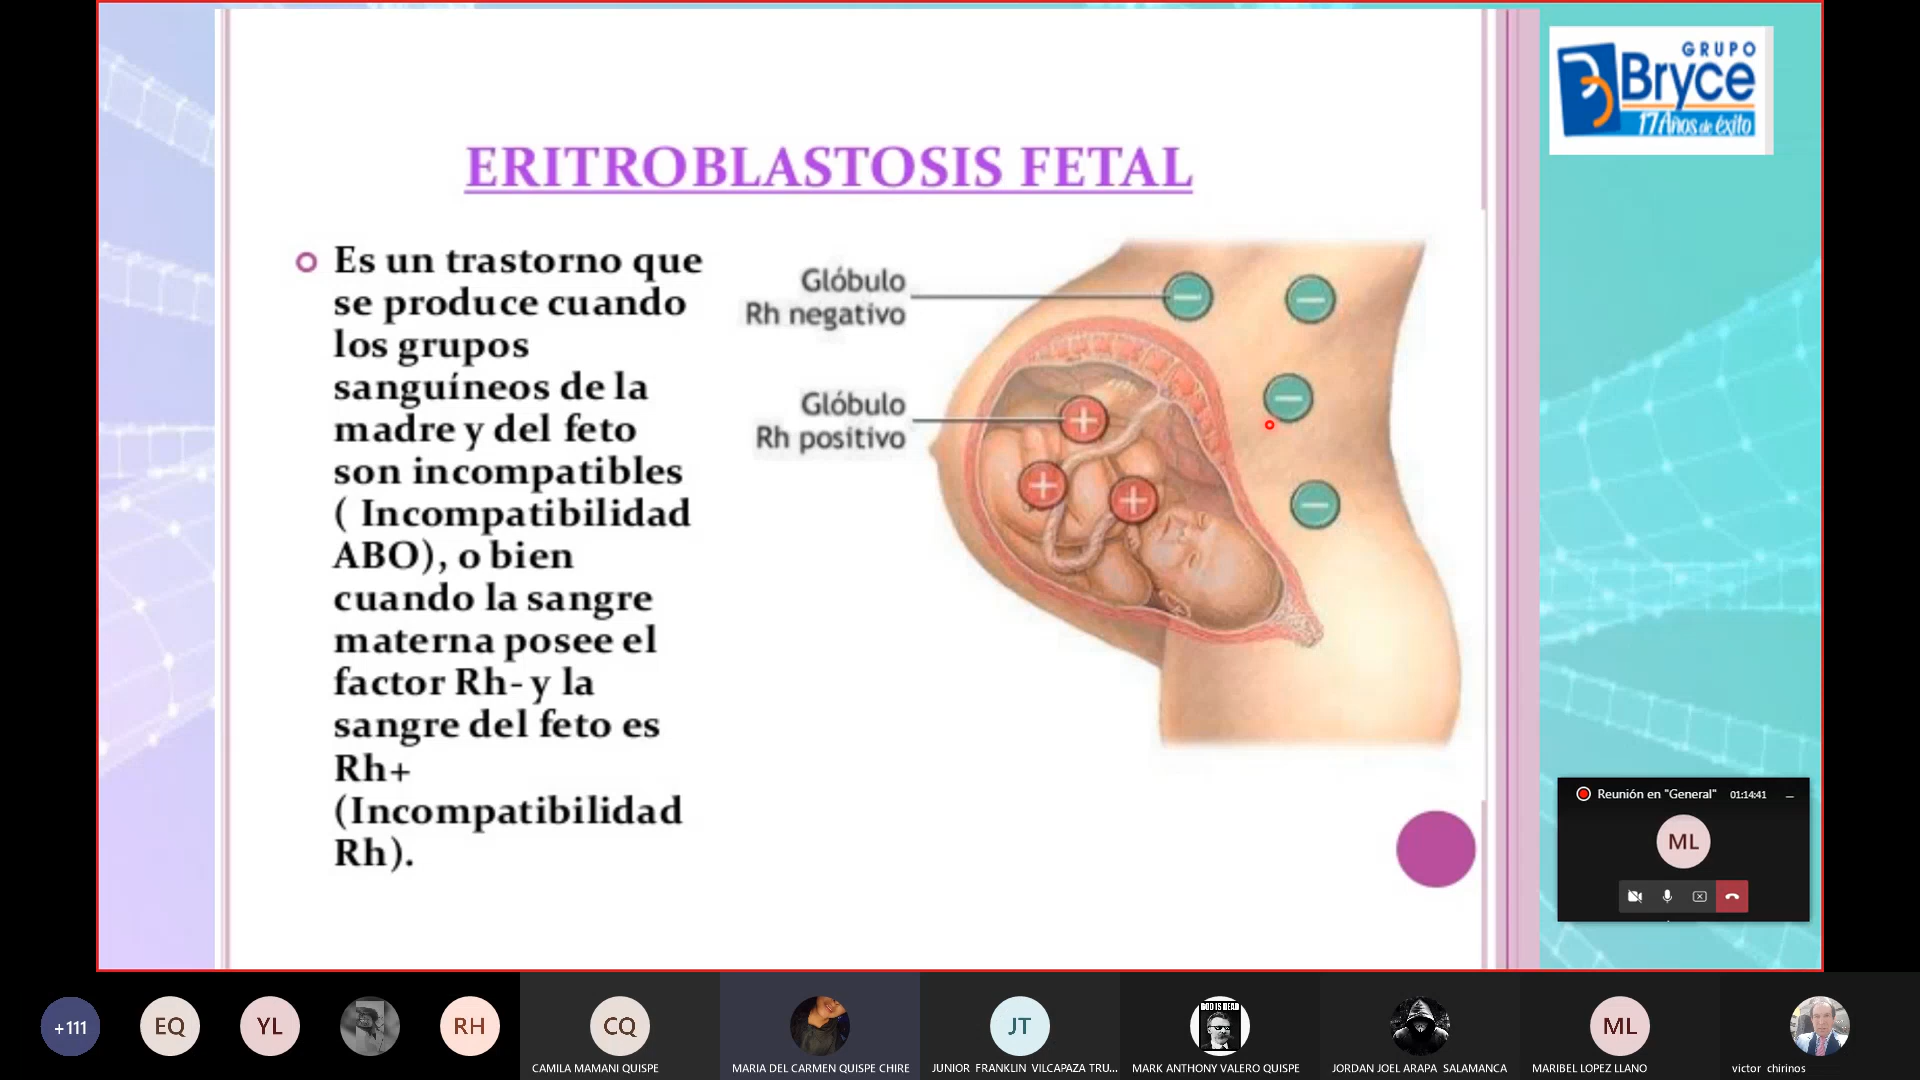 GRUPO
Bryce
17 Años de éxito
ERITROBLASTOSIS FETAL
Es un trastorno que
se produce cuando
los grupos
sanguíneos de la
madre y del feto
son incompatibles
( Incompatibilidad
ABO), o bien
cuando la sangre
materna posee el
factor Rh- y la
sangre del feto es
Rh+
(Incompatibilidad
Rh).
Glóbulo
Rh negativo
Glóbulo
Rh positivo
Reunión en "General" 01:14:41
ML
+111
EQ
YL
RH
CQ
CAMILA MAMANI QUISPE
MARIA DEL CARMEN QUISPE CHIRE
JT
JUNIOR FRANKLIN VILCAPAZA TRU...
GOD IS DEAD
MARK ANTHONY VALERO QUISPE
JORDAN JOEL ARAPA SALAMANCA
ML
MARIBEL LOPEZ LLANO
victor chirinos